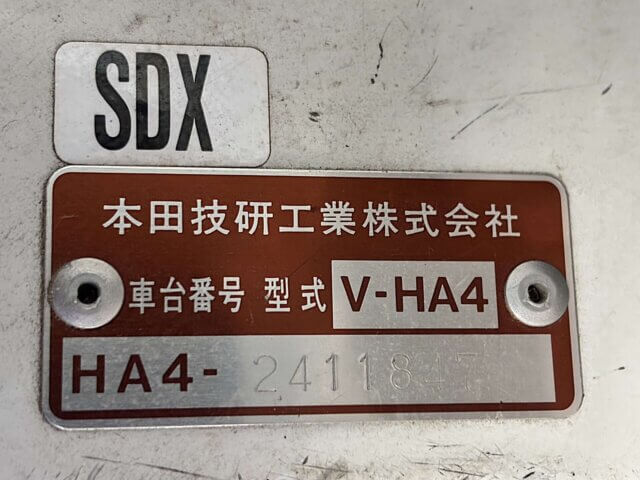 SDX
本田技研工業株式会社
車台番号 型式 V-HA4
HA4-2411847